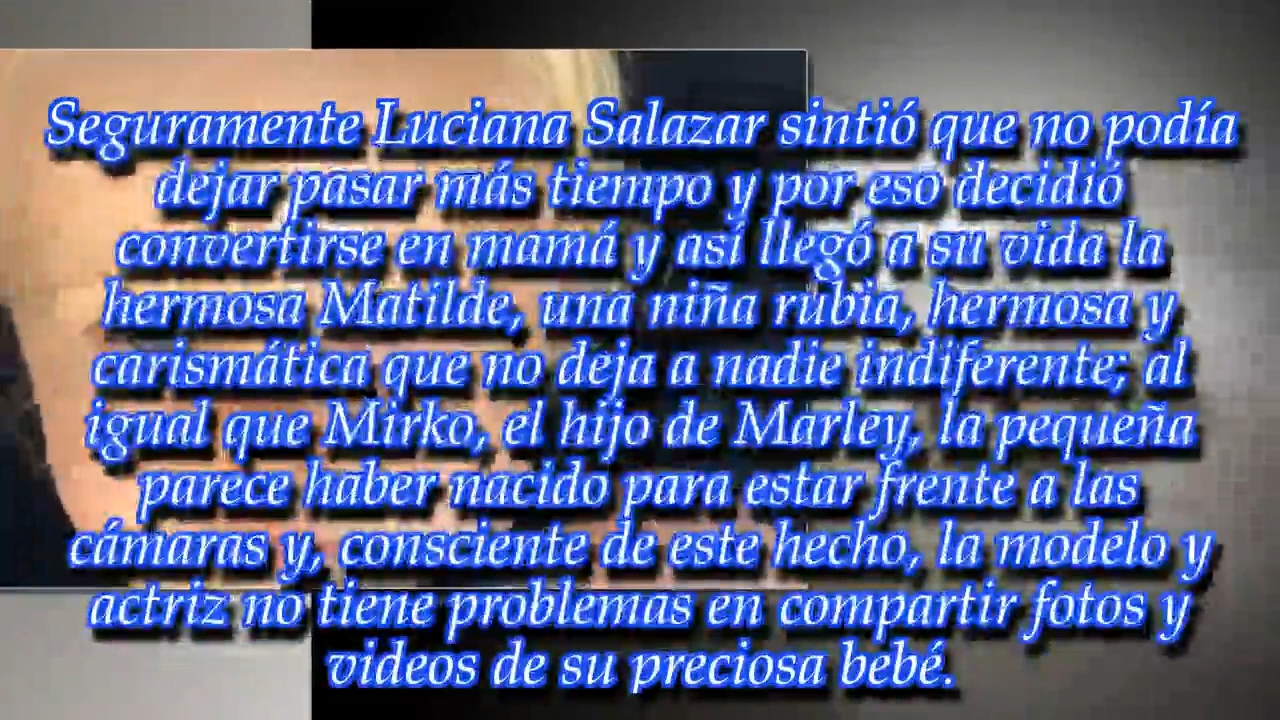 Seguramente Luciana Salazar sintió que no podía
dejar pasar más tiempo y por eso decidió
convertirse en mamá y así llegó a su vida la
hermosa Matilde, una niña rubia, hermosa y
carismática que no deja a nadie indiferente; al
igual que Mirko, el hijo de Marley, la pequeña
parece haber nacido para estar frente a las
cámaras y, consciente de este hecho, la modelo y
actriz no tiene problemas en compartir fotos y
videos de su preciosa bebé.